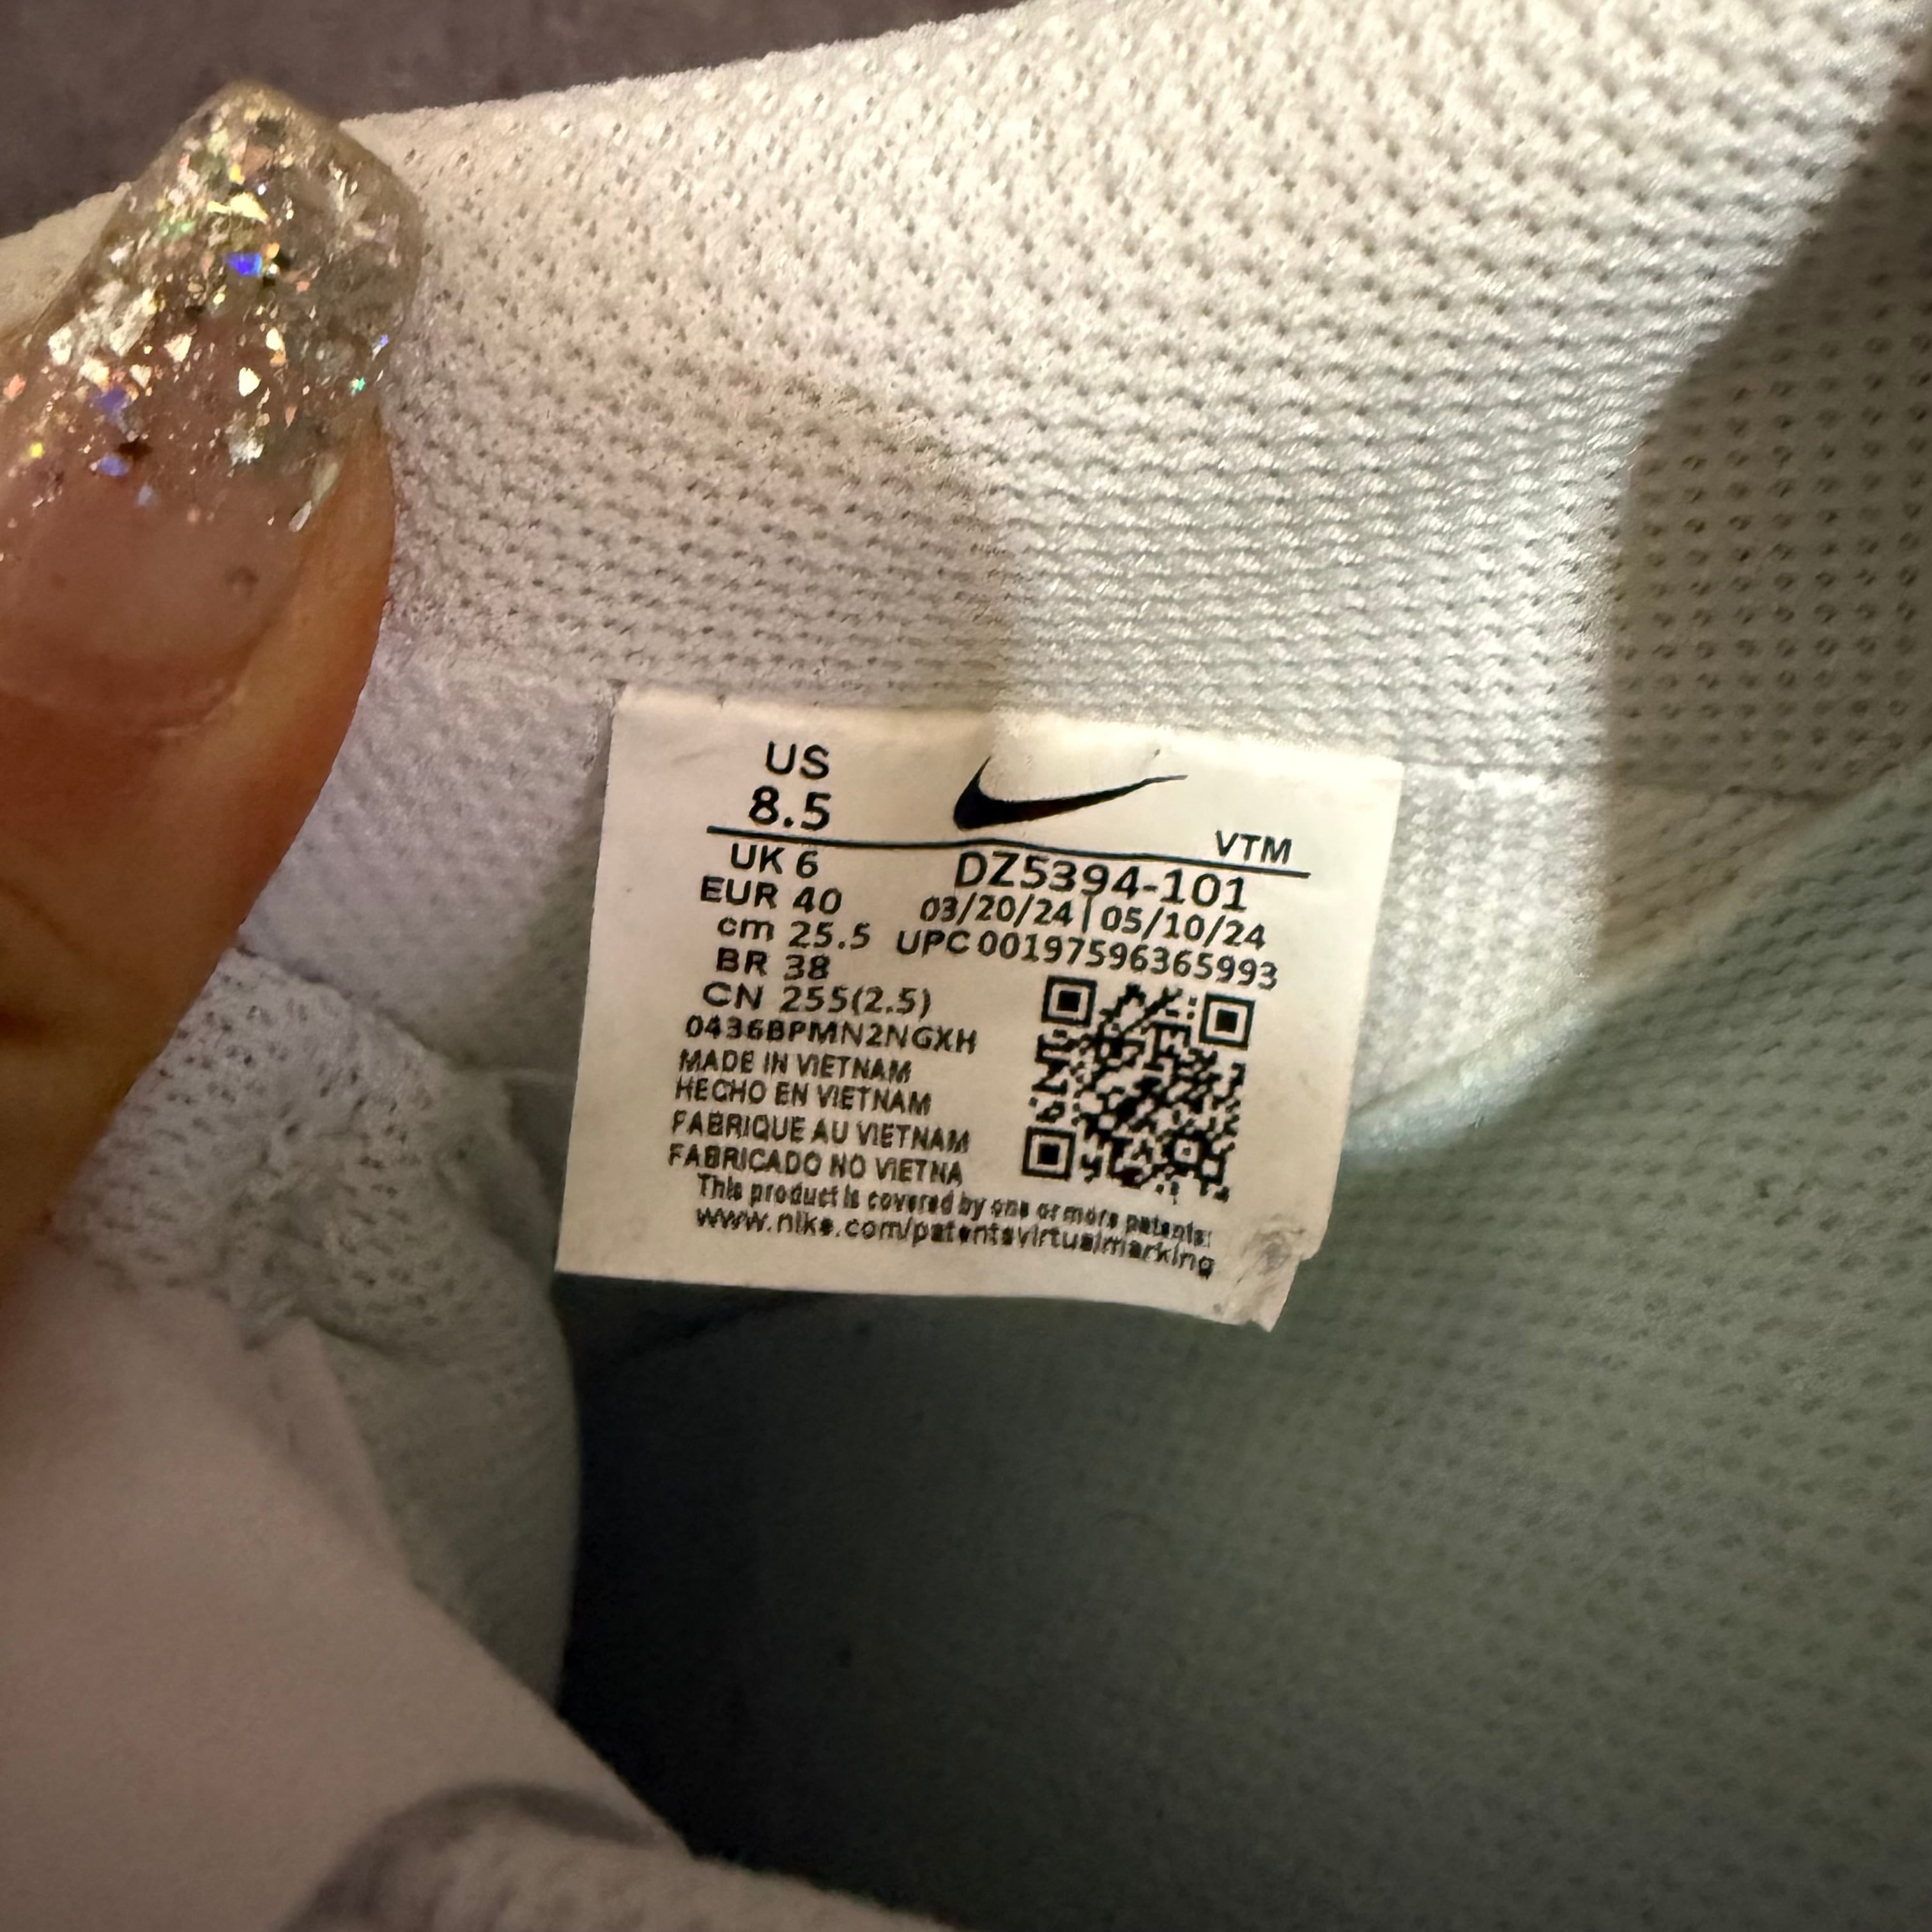 US
8.5
VTM
UK 6
DZ5394-101
EUR 40
03/20/24 | 05/10/24
cm 25.5
UPC 00197596365993
BR 38
CN 255(2.5)
0436BPMN2NGXH
MADE IN VIETNAM
HECHO EN VIETNAM
FABRIQUE AU VIETNAM
FABRICADO NO VIETNA
This product is covered by one or more patents:
www.nike.com/patentsvirtualmarking